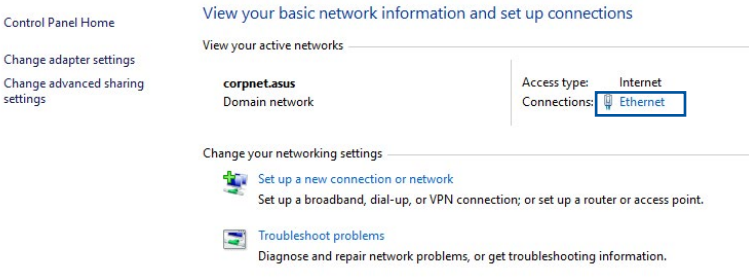 Control Panel Home
Change adapter settings
Change advanced sharing
settings
View your basic network information and set up connections
View your active networks
corpnet.asus
Domain network
Access type: Internet
Connections: Ethernet
Change your networking settings
Set up a new connection or network
Set up a broadband, dial-up, or VPN connection; or set up a router or access point.
Troubleshoot problems
Diagnose and repair network problems, or get troubleshooting information.